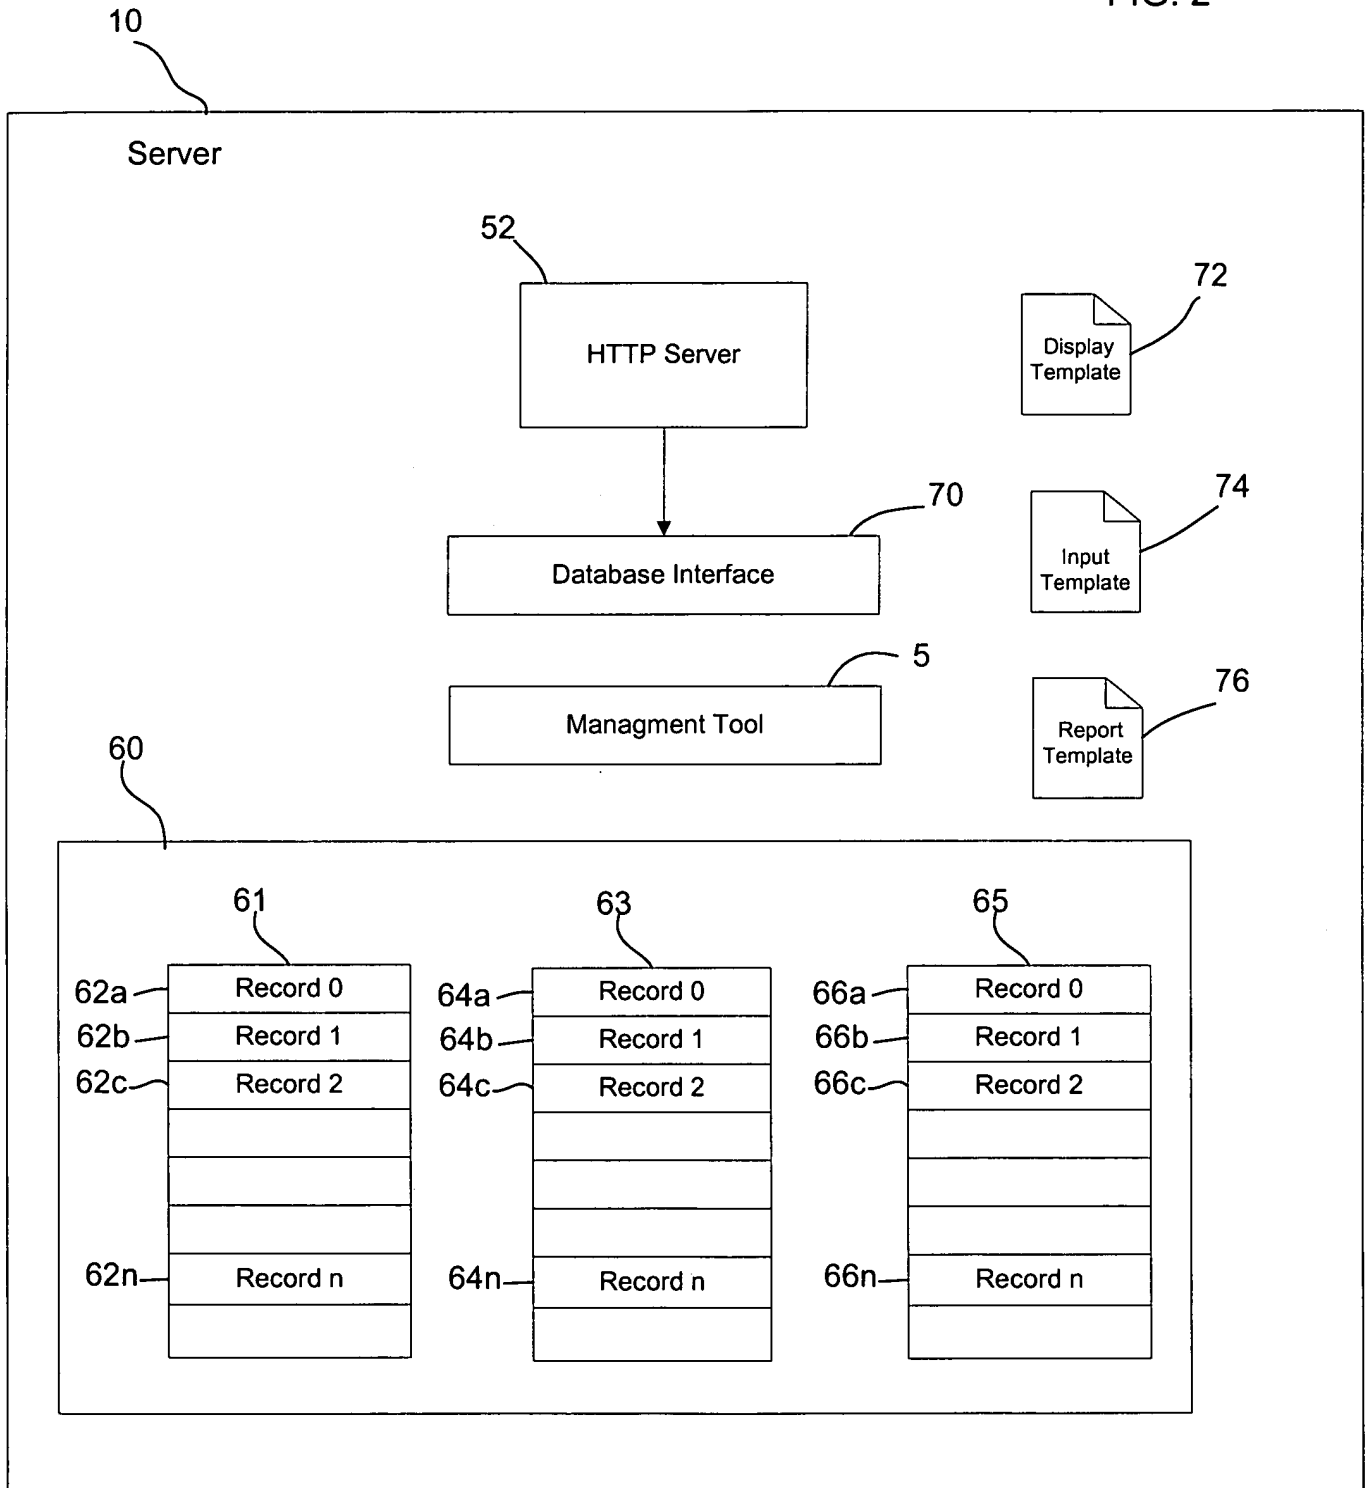 FIG. 2
10
Server
52
HTTP Server
72
Display
Template
70
Database Interface
74
Input
Template
5
Managment Tool
76
Report
Template
60
61
63
65
62a
Record 0
64a
Record 0
66a
Record 0
62b
Record 1
64b
Record 1
66b
Record 1
62c
Record 2
64c
Record 2
66c
Record 2
62n
Record n
64n
Record n
66n
Record n